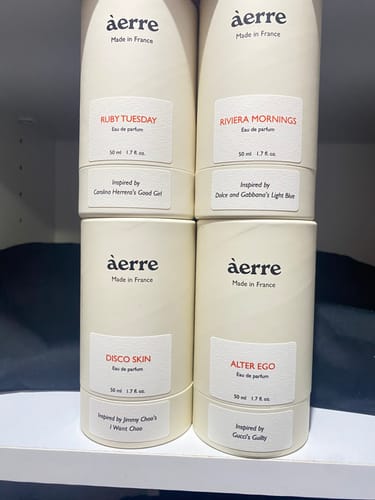 àerre
Made in France
RUBY TUESDAY
Eau de parfum
50 ml 1.7 fl. oz.
Inspired by
Carolina Herrera's Good Girl
àerre
Made in France
RIVIERA MORNINGS
Eau de parfum
50 ml 1.7 fl. oz.
Inspired by
Dolce and Gabbana's Light Blue
àerre
Made in France
DISCO SKIN
Eau de parfum
50 ml 1.7 fl. oz.
Inspired by Jimmy Choo's
I Want Choo
àerre
Made in France
ALTER EGO
Eau de parfum
50 ml 1.7 fl. oz.
Inspired by
Gucci's Guilty